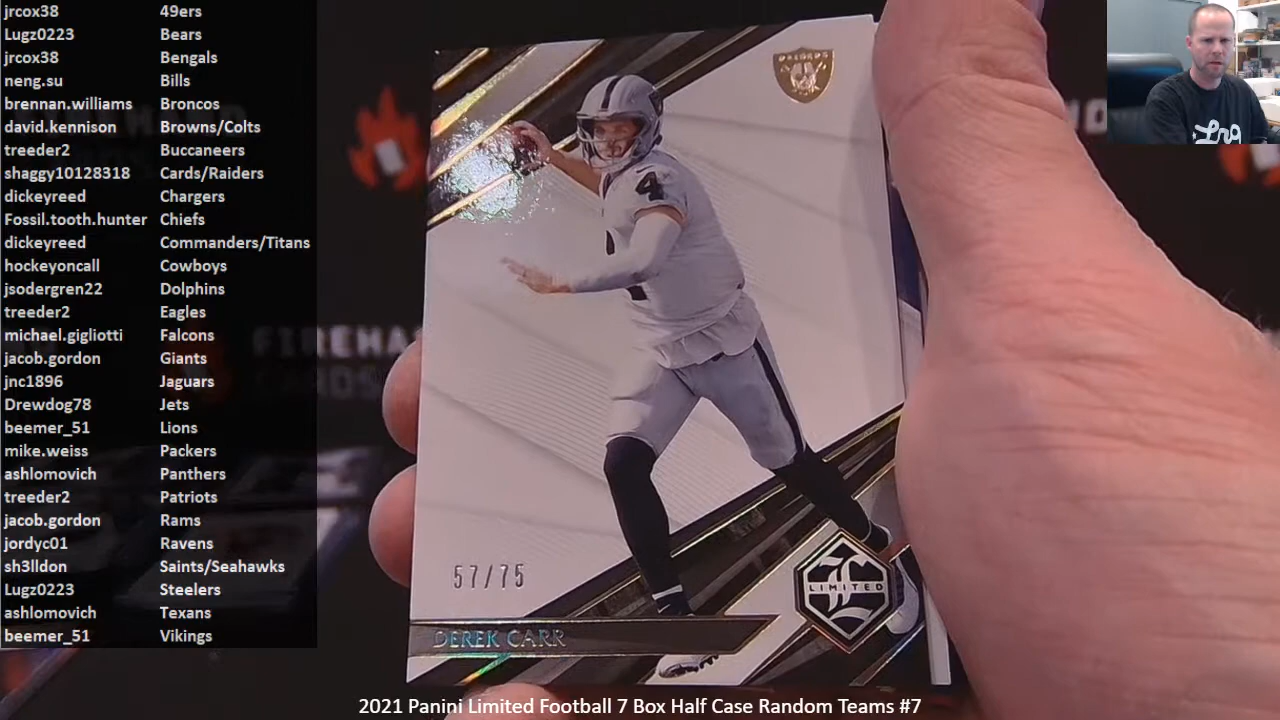 jrcox38 49ers
Lugz0223 Bears
jrcox38 Bengals
neng.su Bills
brennan.williams Broncos
david.kennison Browns/Colts
treeder2 Buccaneers
shaggy10128318 Cards/Raiders
dickeyreed Chargers
Fossil.tooth.hunter Chiefs
dickeyreed Commanders/Titans
hockeyoncall Cowboys
jsodergren22 Dolphins
treeder2 Eagles
michael.gigliotti Falcons
jacob.gordon Giants
jnc1896 Jaguars
Drewdog78 Jets
beemer_51 Lions
mike.weiss Packers
ashlomovich Panthers
treeder2 Patriots
jacob.gordon Rams
jordyc01 Ravens
sh3lldon Saints/Seahawks
Lugz0223 Steelers
ashlomovich Texans
beemer_51 Vikings
RAIDERS
4
57/75
LIMITED
DEREK CARR
Lrg
2021 Panini Limited Football 7 Box Half Case Random Teams #7